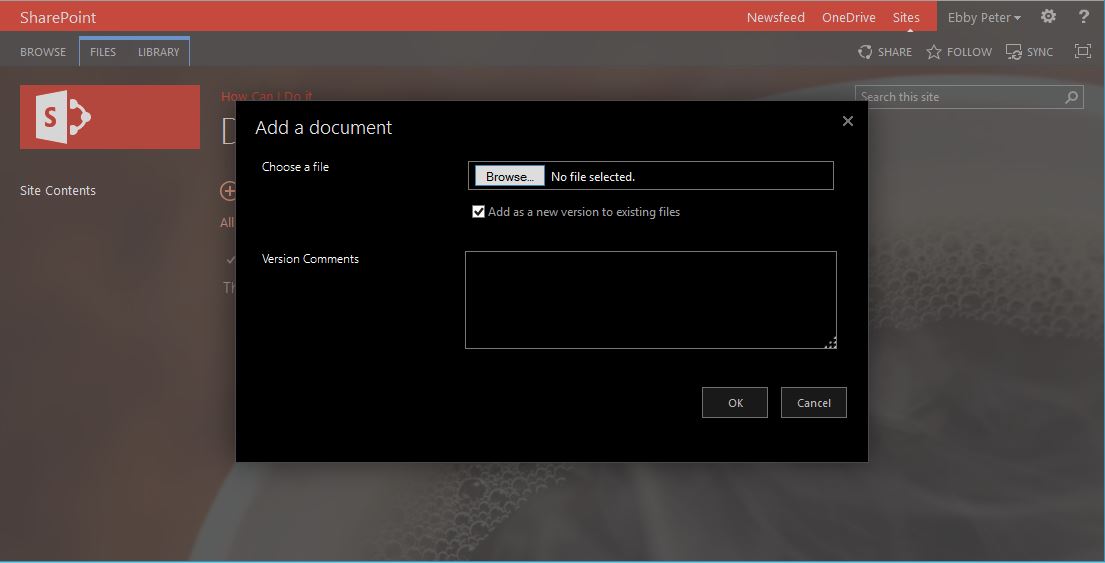 SharePoint
Newsfeed OneDrive Sites Ebby Peter ?
BROWSE FILES LIBRARY
SHARE FOLLOW SYNC
S
How Can I Do it
Search this site
D
Add a document
Choose a file
Browse... No file selected.
Add as a new version to existing files
Site Contents
All
Version Comments
Th
OK Cancel